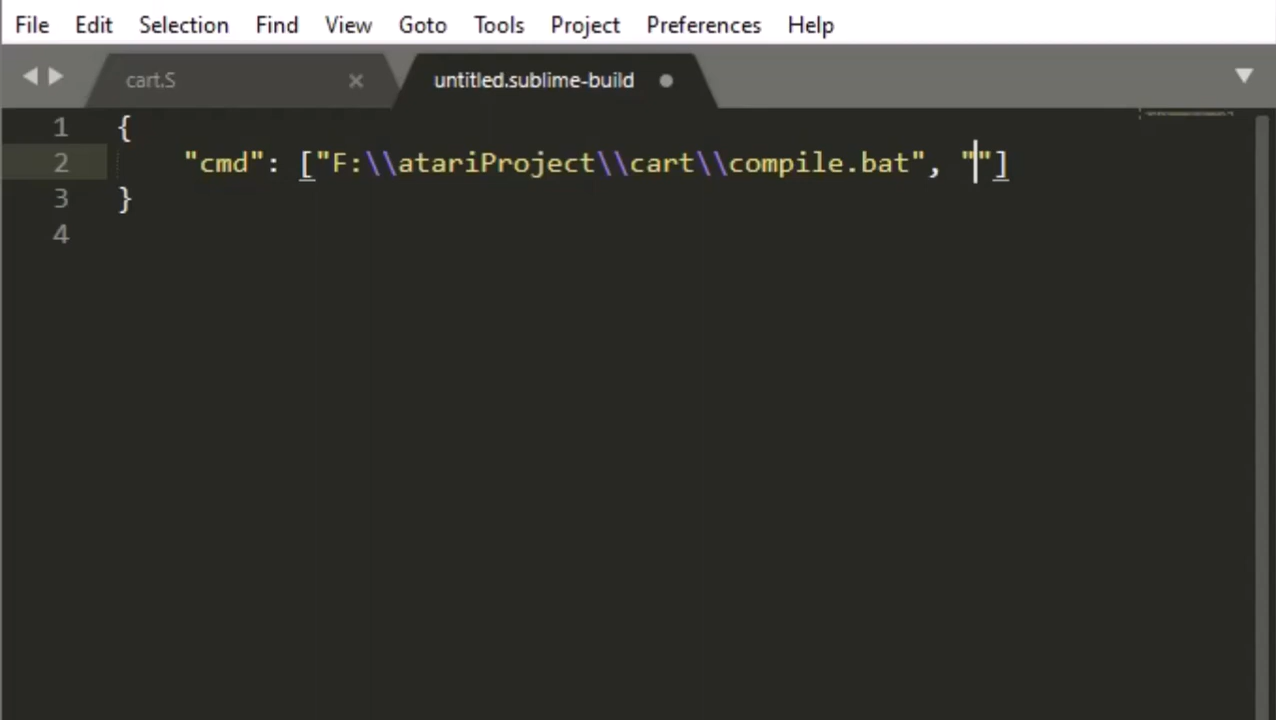 File Edit Selection Find View Goto Tools Project Preferences Help
cart.S × untitled.sublime-build
1 {
2 "cmd": ["F:\\atariProject\\cart\\compile.bat", ""]
3 }
4